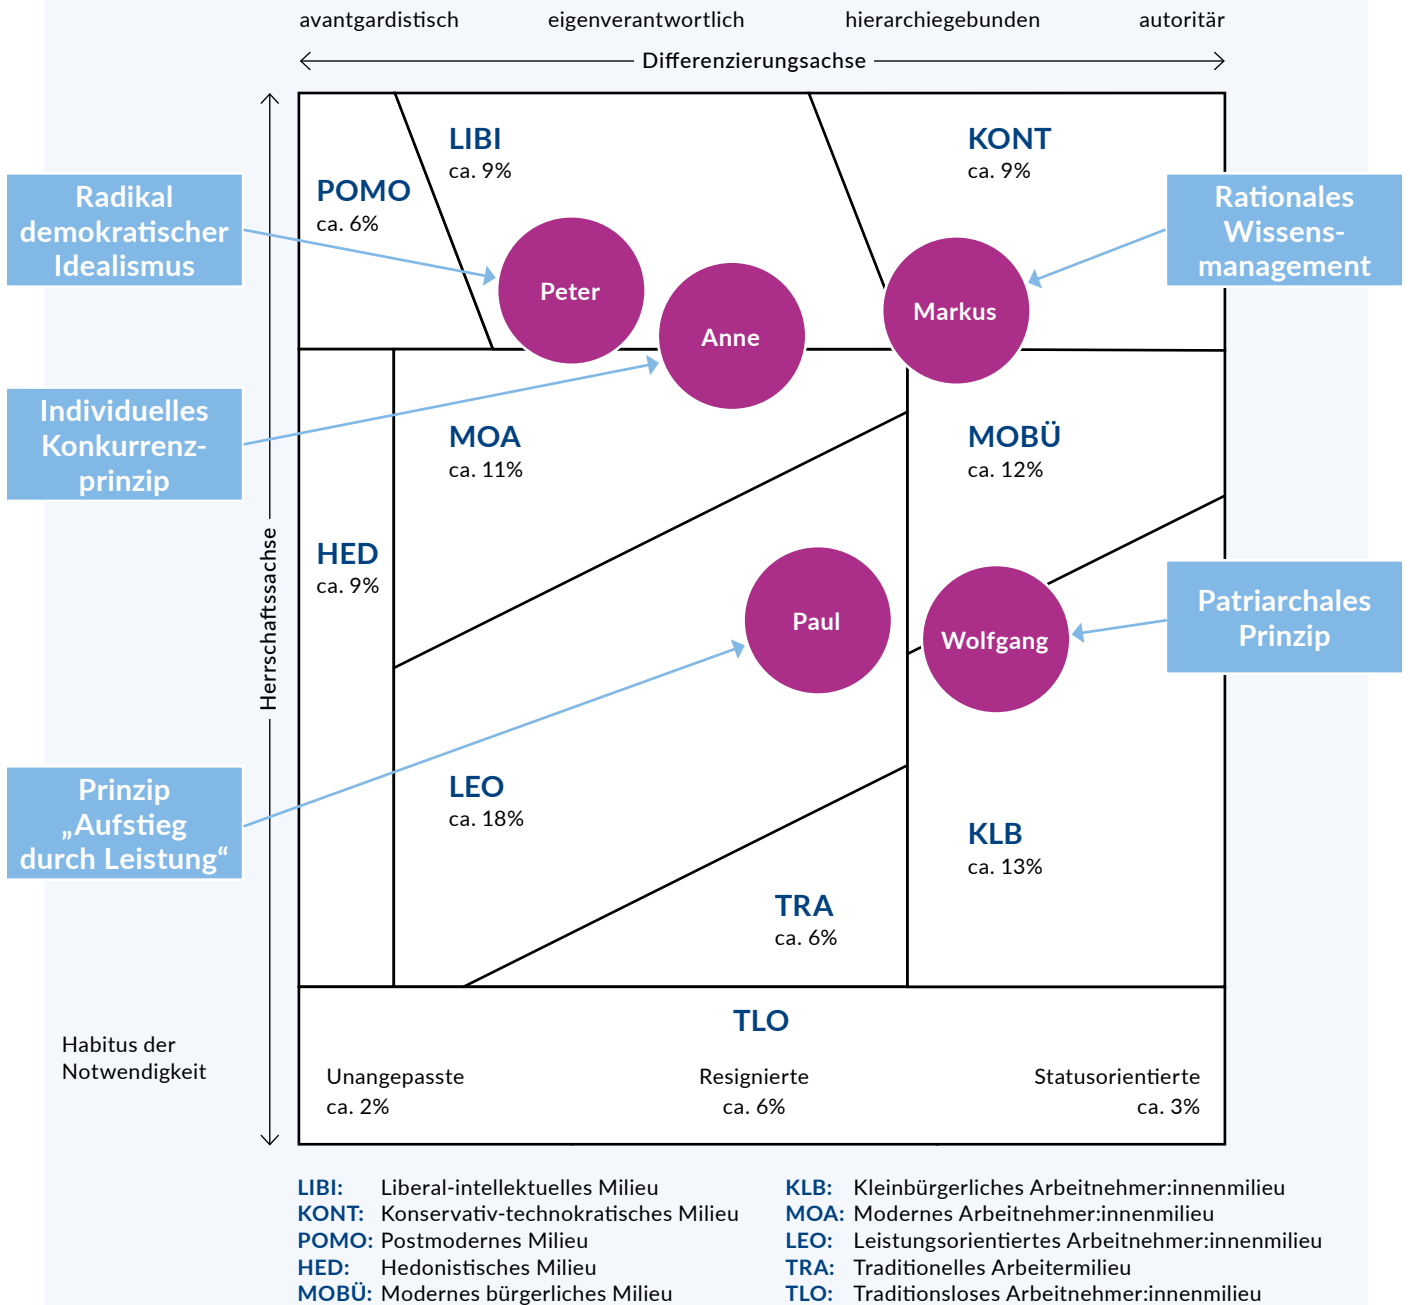 avantgardistisch eigenverantwortlich hierarchiegebunden autoritär
Differenzierungsachse
Herrschaftssachse
LIBI
ca. 9%
KONT
ca. 9%
POMO
ca. 6%
Radikal
demokratischer
Idealismus
Rationales
Wissens-
management
Peter
Anne
Markus
Individuelles
Konkurrenz-
prinzip
MOA
ca. 11%
MOBÜ
ca. 12%
HED
ca. 9%
Paul
Wolfgang
Patriarchales
Prinzip
Prinzip
„Aufstieg
durch Leistung“
LEO
ca. 18%
KLB
ca. 13%
TRA
ca. 6%
TLO
Habitus der
Notwendigkeit
Unangepasste
ca. 2%
Resignierte
ca. 6%
Statusorientierte
ca. 3%
LIBI: Liberal-intellektuelles Milieu
KONT: Konservativ-technokratisches Milieu
POMO: Postmodernes Milieu
HED: Hedonistisches Milieu
MOBÜ: Modernes bürgerliches Milieu
KLB: Kleinbürgerliches Arbeitnehmer:innenmilieu
MOA: Modernes Arbeitnehmer:innenmilieu
LEO: Leistungsorientiertes Arbeitnehmer:innenmilieu
TRA: Traditionelles Arbeitermilieu
TLO: Traditionsloses Arbeitnehmer:innenmilieu